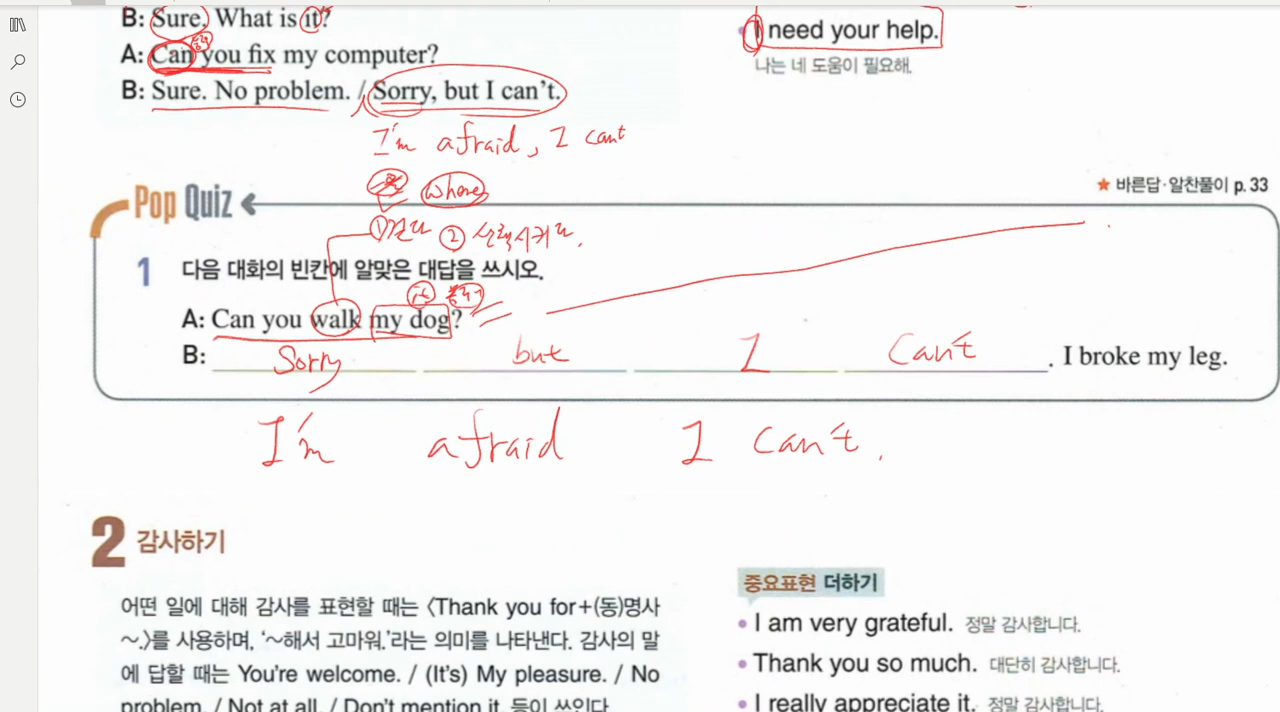 B: Sure, What is it?
A: Can you fix my computer?
B: Sure. No problem. / Sorry, but I can't.
I need your help.
나는 네 도움이 필요해.
I'm afraid, I can't
where
Pop Quiz
★ 바른답·알찬풀이 p. 33
① 걷다 ② 산책시키다.
1 다음 대화의 빈칸에 알맞은 대답을 쓰시오.
A: Can you walk my dog?
B: Sorry but I can't. I broke my leg.
I'm afraid I can't.
2 감사하기
어떤 일에 대해 감사를 표현할 때는 〈Thank you for+(동)명사
~.〉를 사용하며, '~해서 고마워.'라는 의미를 나타낸다. 감사의 말
에 답할 때는 You're welcome. / (It's) My pleasure. / No
problem. / Not at all. / Don't mention it. 등이 쓰인다.
중요표현 더하기
• I am very grateful. 정말 감사합니다.
• Thank you so much. 대단히 감사합니다.
• I really appreciate it. 정말 감사합니다.